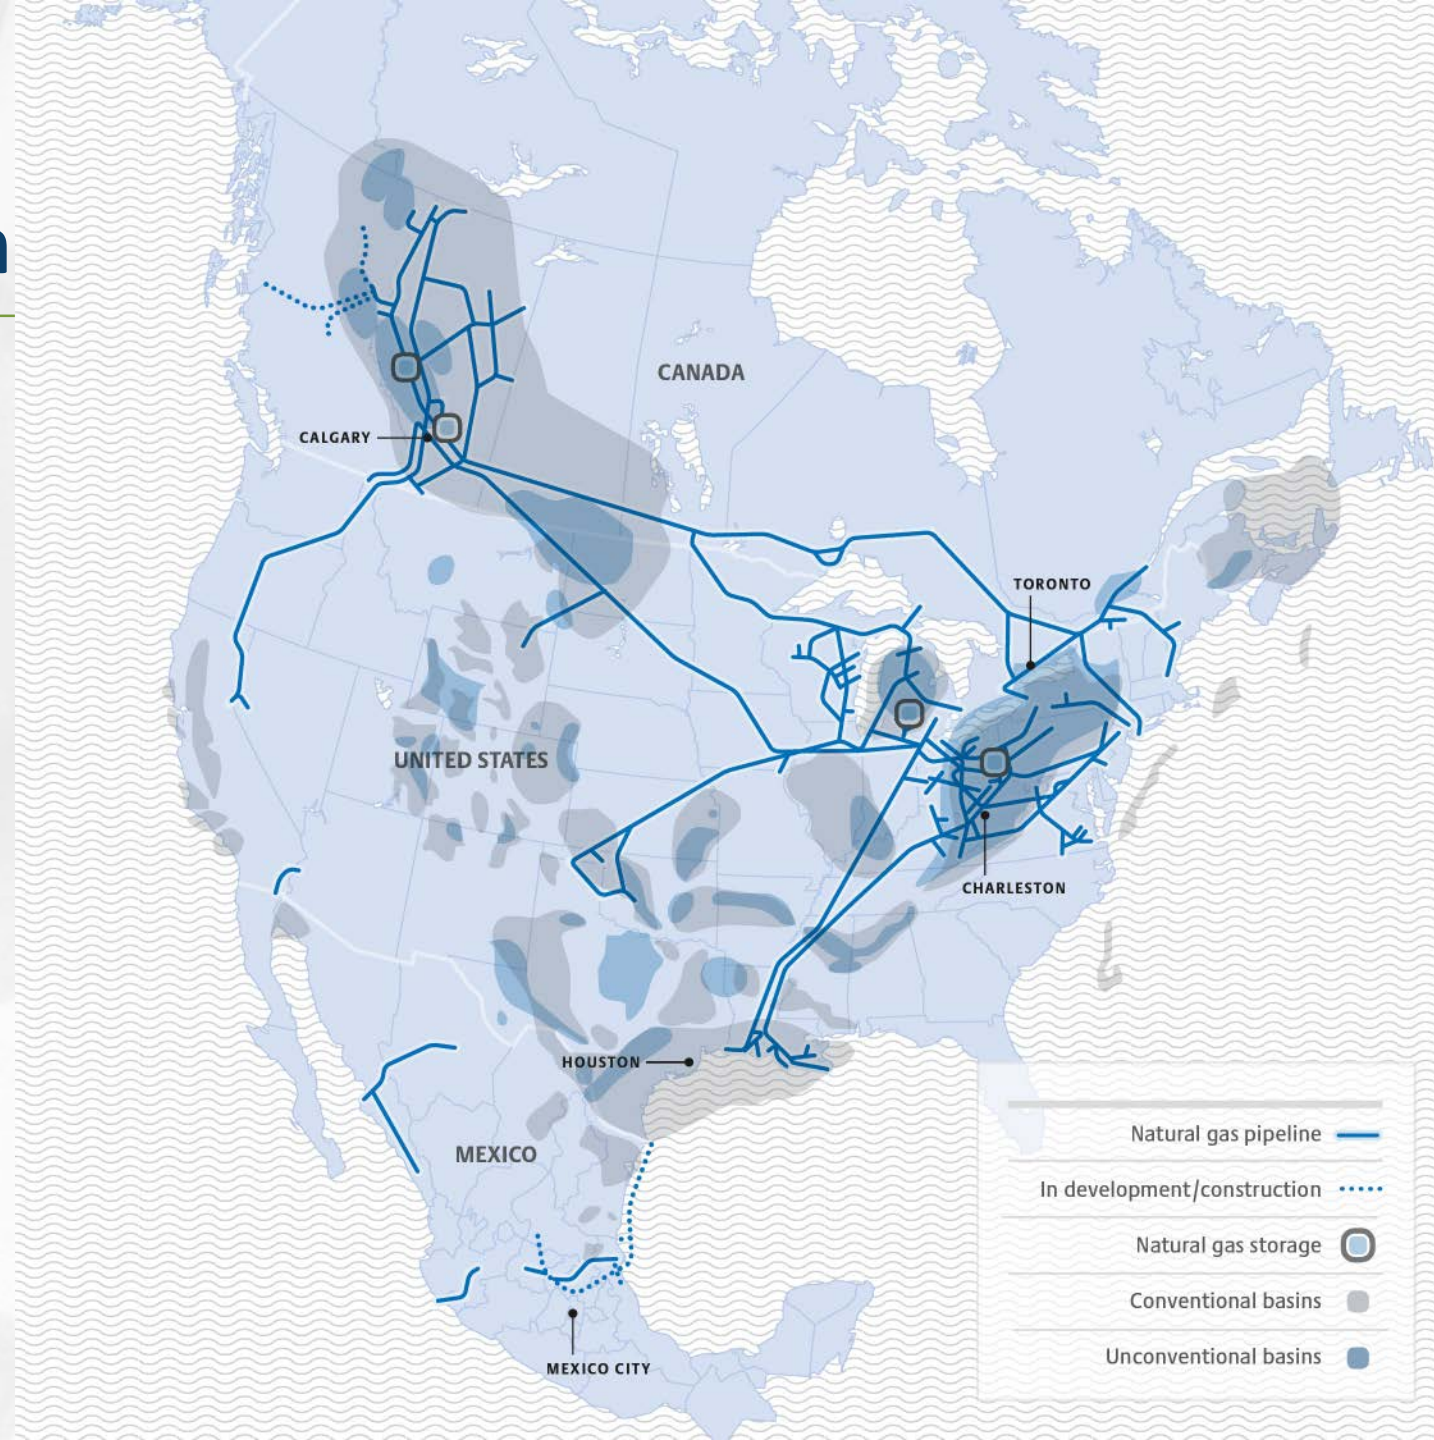 CANADA
CALGARY
TORONTO
UNITED STATES
CHARLESTON
HOUSTON
MEXICO
MEXICO CITY
Natural gas pipeline
In development/construction
Natural gas storage
Conventional basins
Unconventional basins